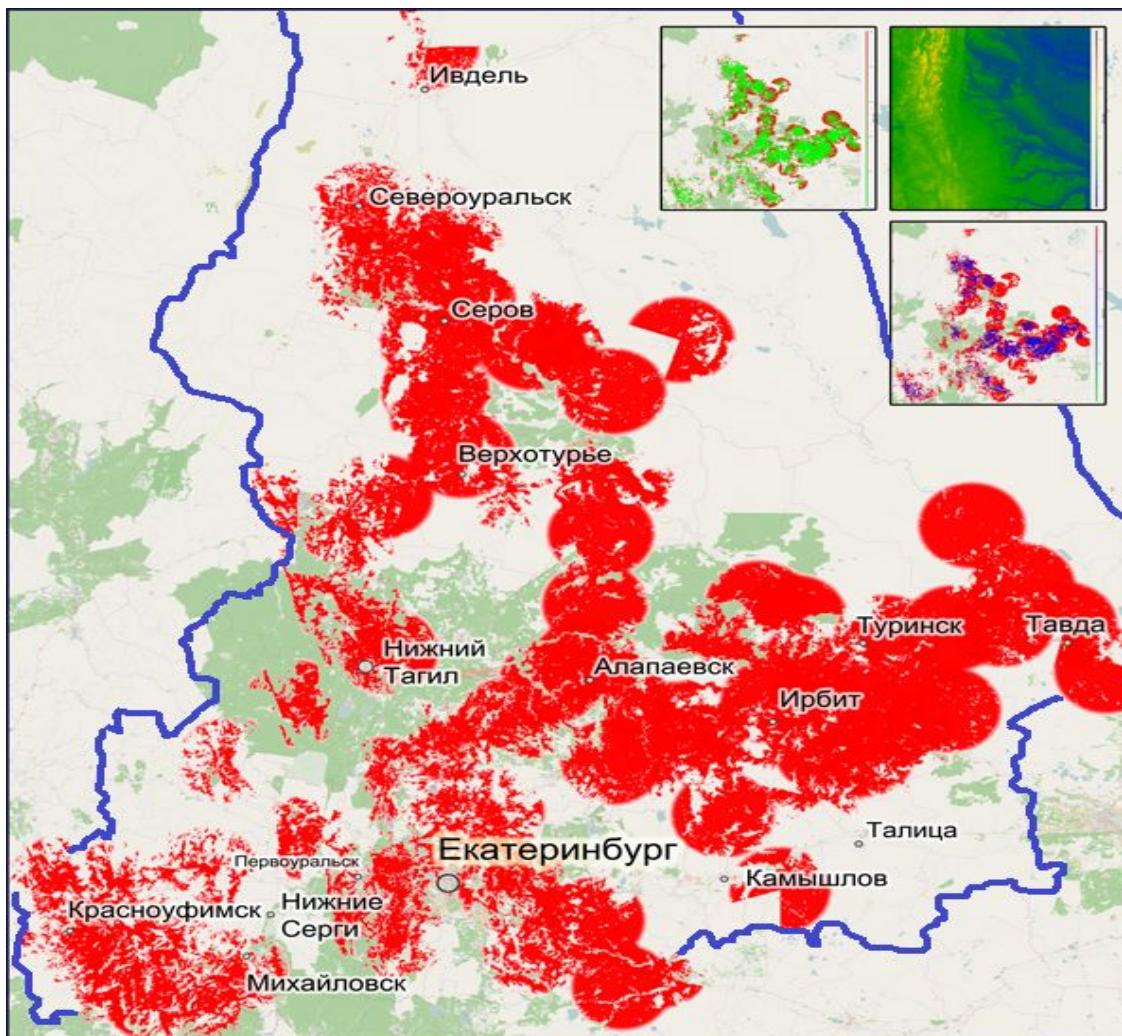 Ивдель
Североуральск
Серов
Верхотурье
Нижний
Тагил
Алапаевск
Туринск
Тавда
Ирбит
Талица
Екатеринбург
Первоуральск
Камышлов
Красноуфимск
Нижние
Серги
Михайловск